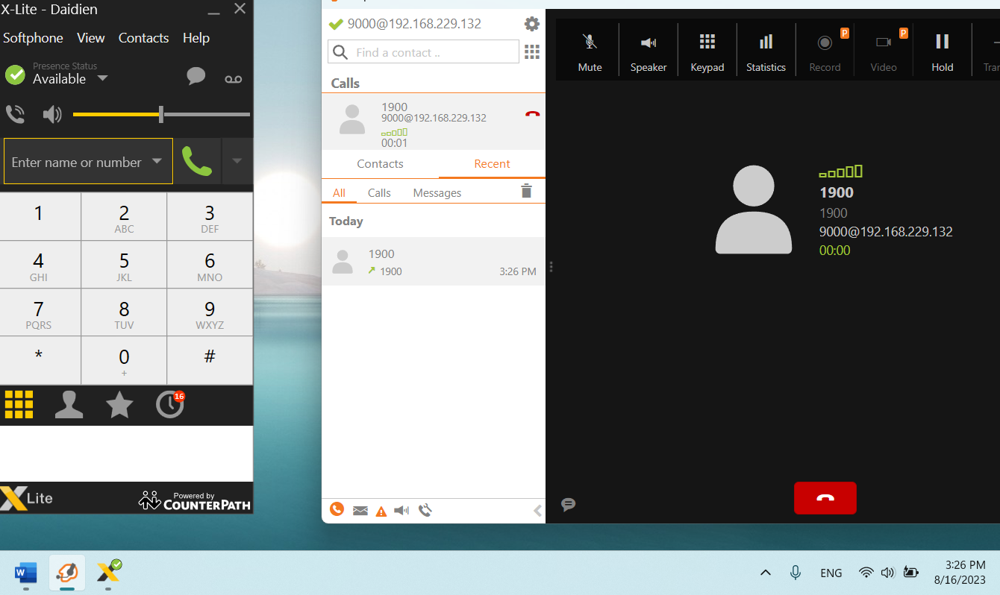 X-Lite - Daidien
Softphone View Contacts Help
Presence Status
Available
Enter name or number
1
2
ABC
3
DEF
4
GHI
5
JKL
6
MNO
7
PQRS
8
TUV
9
WXYZ
*
0
+
#
16
X Lite
Powered by
COUNTERPATH
9000@192.168.229.132
Find a contact ..
Calls
1900
9000@192.168.229.132
00:01
Contacts Recent
All Calls Messages
Today
1900
1900 3:26 PM
Mute
Speaker
Keypad
Statistics
P
Record
P
Video
Hold
1900
1900
9000@192.168.229.132
00:00
W
ENG
3:26 PM
8/16/2023